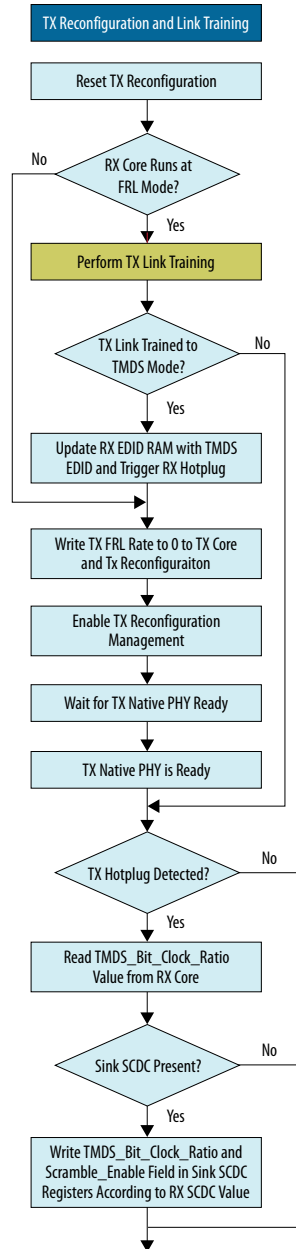 TX Reconfiguration and Link Training
Reset TX Reconfiguration
No
RX Core Runs at
FRL Mode?
Yes
Perform TX Link Training
TX Link Trained to
TMDS Mode?
No
Yes
Update RX EDID RAM with TMDS
EDID and Trigger RX Hotplug
Write TX FRL Rate to 0 to TX Core
and Tx Reconfiguraiton
Enable TX Reconfiguration
Management
Wait for TX Native PHY Ready
TX Native PHY is Ready
TX Hotplug Detected?
No
Yes
Read TMDS_Bit_Clock_Ratio
Value from RX Core
Sink SCDC Present?
No
Yes
Write TMDS_Bit_Clock_Ratio and
Scramble_Enable Field in Sink SCDC
Registers According to RX SCDC Value